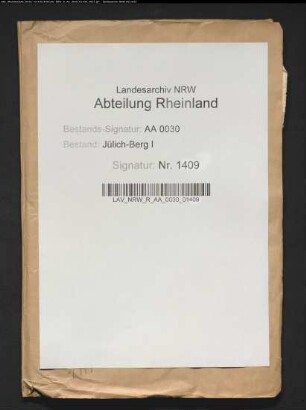 Landesarchiv NRW
Abteilung Rheinland
Bestands-Signatur: AA 0030
Bestand: Jülich-Berg I
Signatur: Nr. 1409
LAV_NRW_R_AA_0030_01409